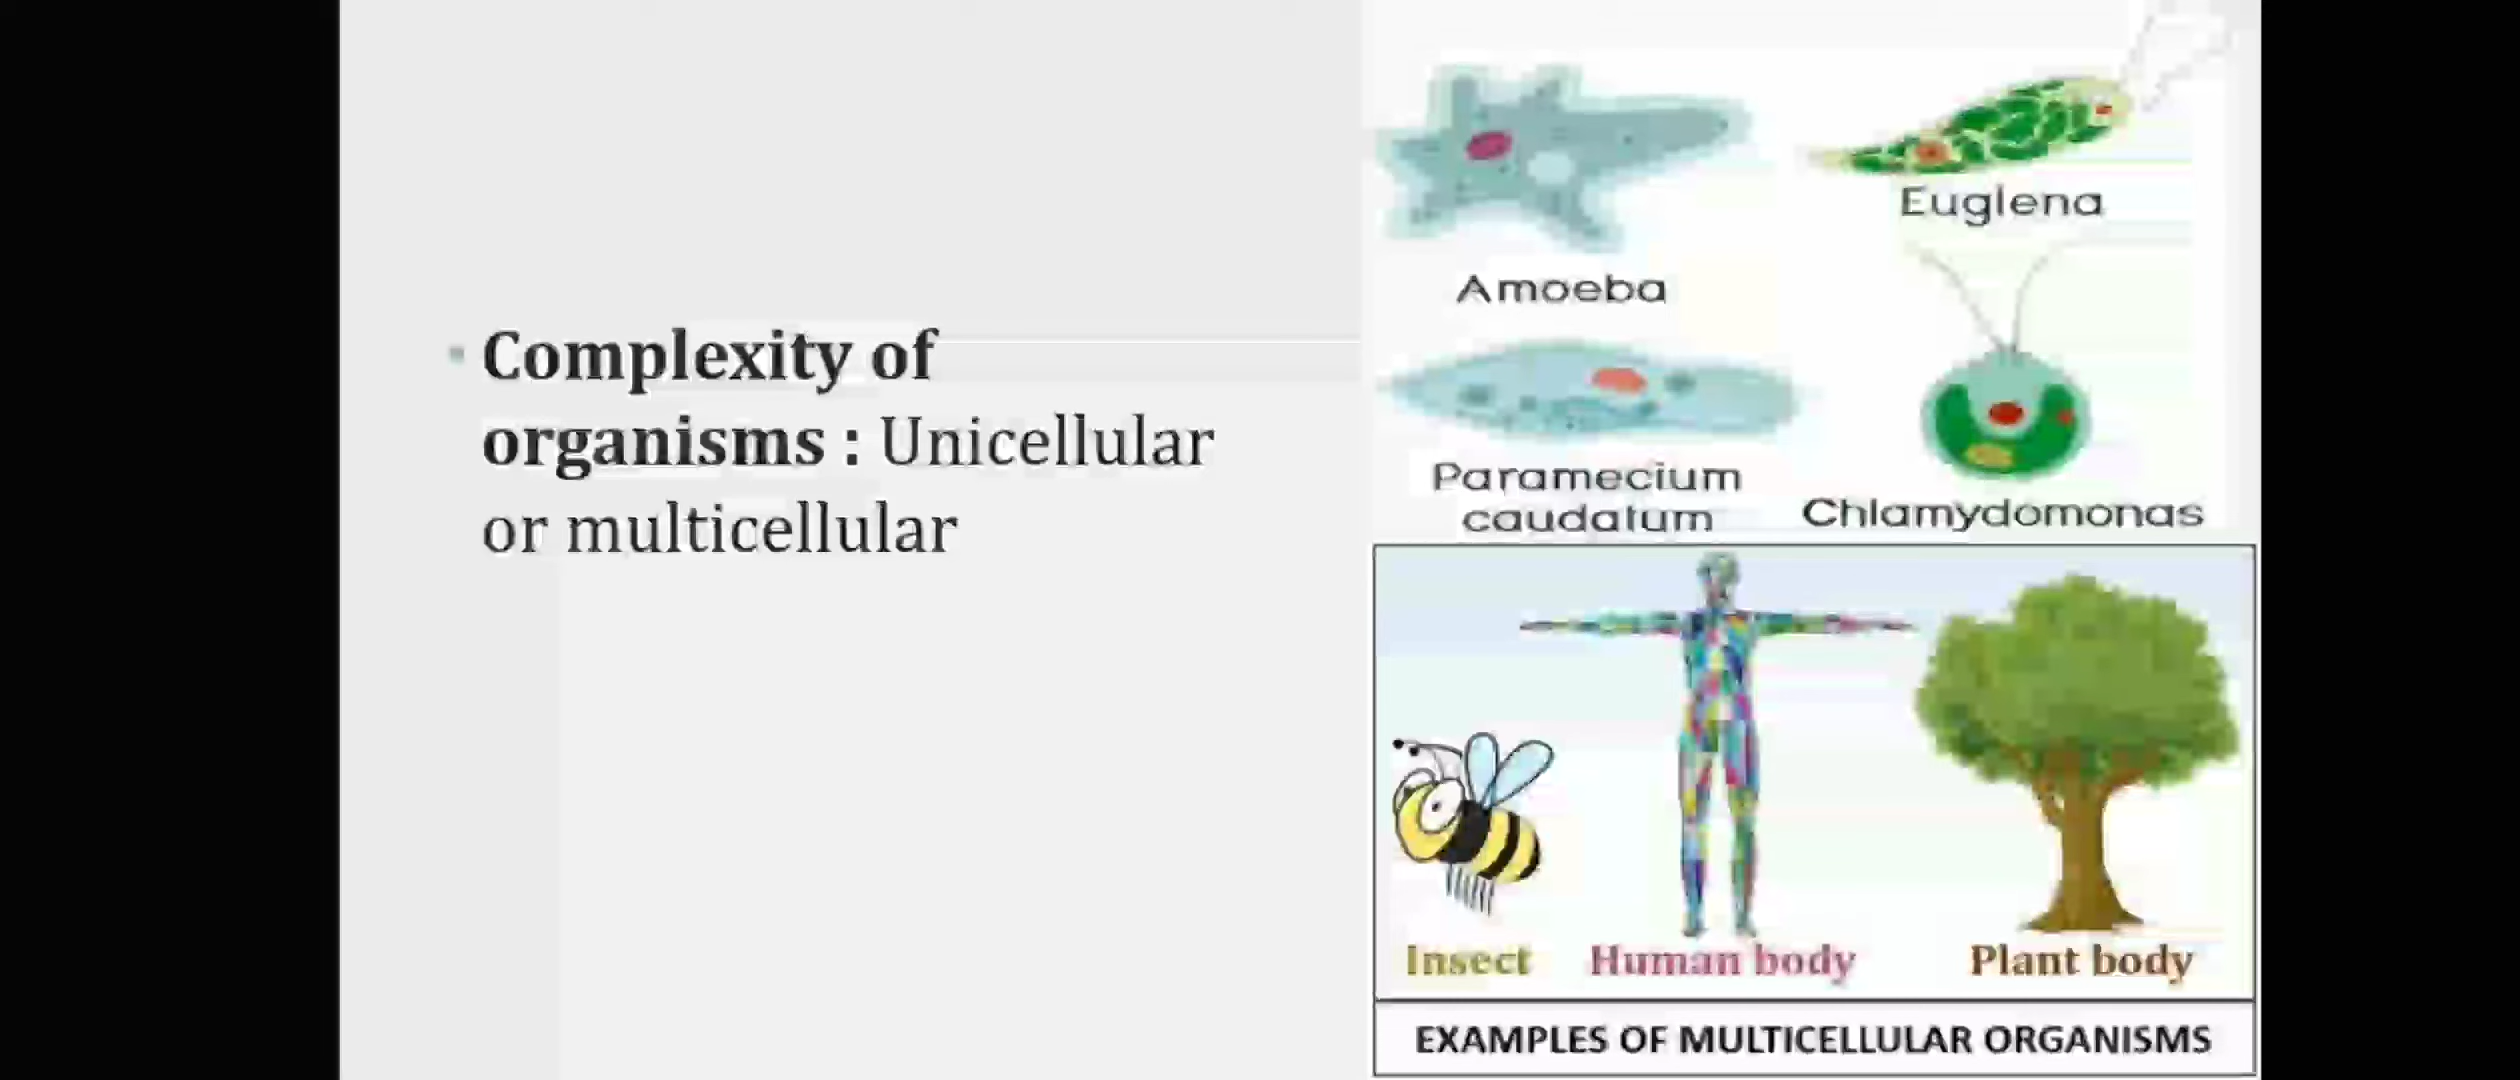 Complexity of
organisms : Unicellular
or multicellular
Euglena
Amoeba
Paramecium
caudatum
Chlamydomonas
Insect
Human body
Plant body
EXAMPLES OF MULTICELLULAR ORGANISMS